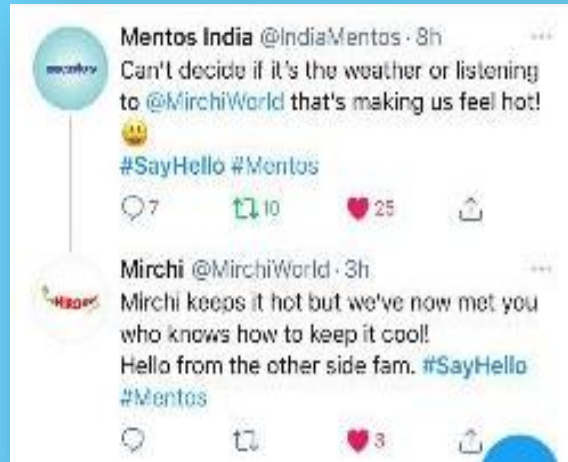 Mentos India @IndiaMentos · 8h
Can't decide if it's the weather or listening
to @MirchiWorld that's making us feel hot!
😃
#SayHello #Mentos
7 10 25
Mirchi @MirchiWorld · 3h
Mirchi keeps it hot but we've now met you
who knows how to keep it cool!
Hello from the other side fam. #SayHello
#Mentos
3